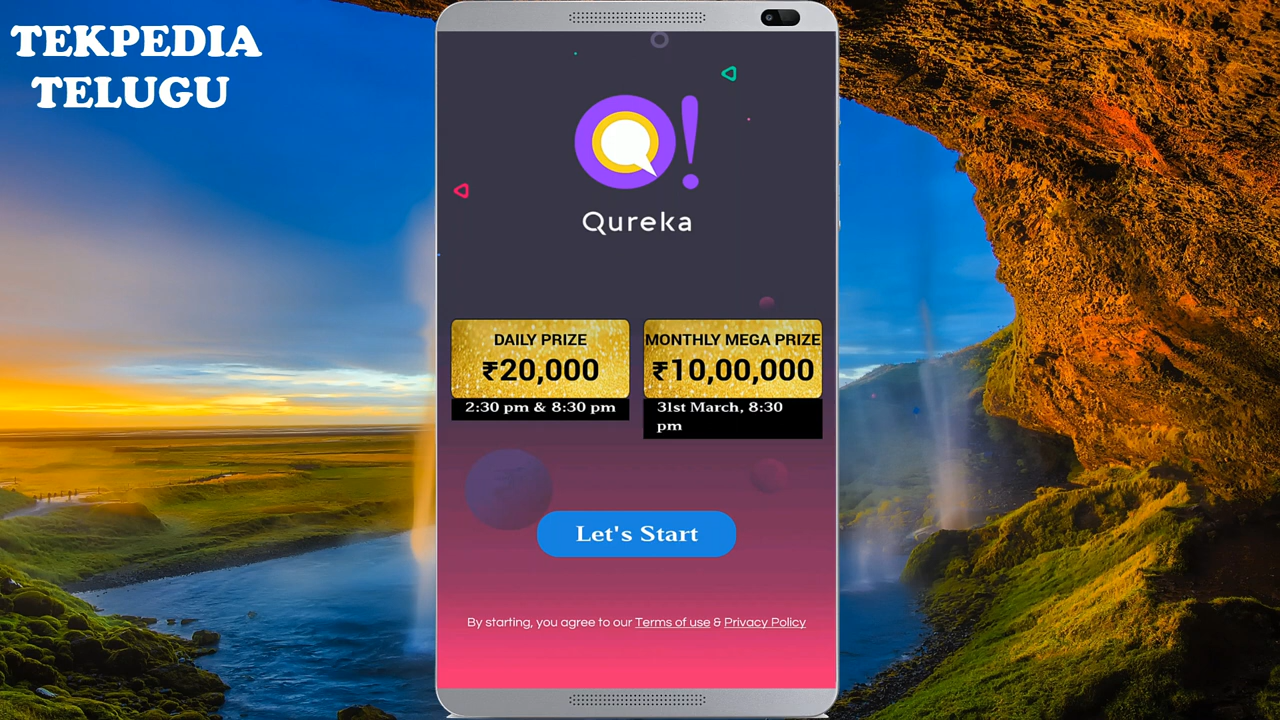 TEKPEDIA
TELUGU
Qureka
DAILY PRIZE
₹20,000
2:30 pm & 8:30 pm
MONTHLY MEGA PRIZE
₹10,00,000
31st March, 8:30
pm
Let's Start
By starting, you agree to our Terms of use & Privacy Policy